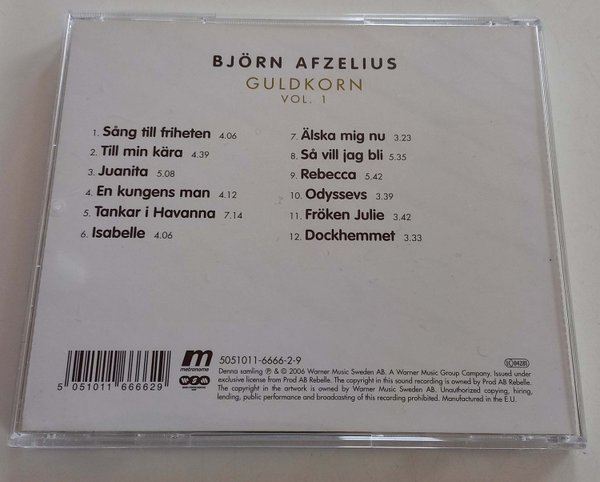 BJÖRN AFZELIUS
GULDKORN
VOL. 1
1. Sång till friheten 4.06
2. Till min kära 4.39
3. Juanita 5.08
4. En kungens man 4.12
5. Tankar i Havanna 7.14
6. Isabelle 4.06
7. Älska mig nu 3.23
8. Så vill jag bli 5.35
9. Rebecca 5.42
10. Odyssevs 3.39
11. Fröken Julie 3.42
12. Dockhemmet 3.33
5 051011 666629
m
metronome
WSM
5051011-6666-2-9
Denna samling ℗ & © 2006 Warner Music Sweden AB. A Warner Music Group Company. Issued under
exclusive license from Prod AB Rebelle. The copyright in this sound recording is owned by Prod AB Rebelle.
The copyright in the artwork is owned by Warner Music Sweden AB. Unauthorized copying, hiring,
lending, public performance and broadcasting of this recording prohibited. Manufactured in the E.U.